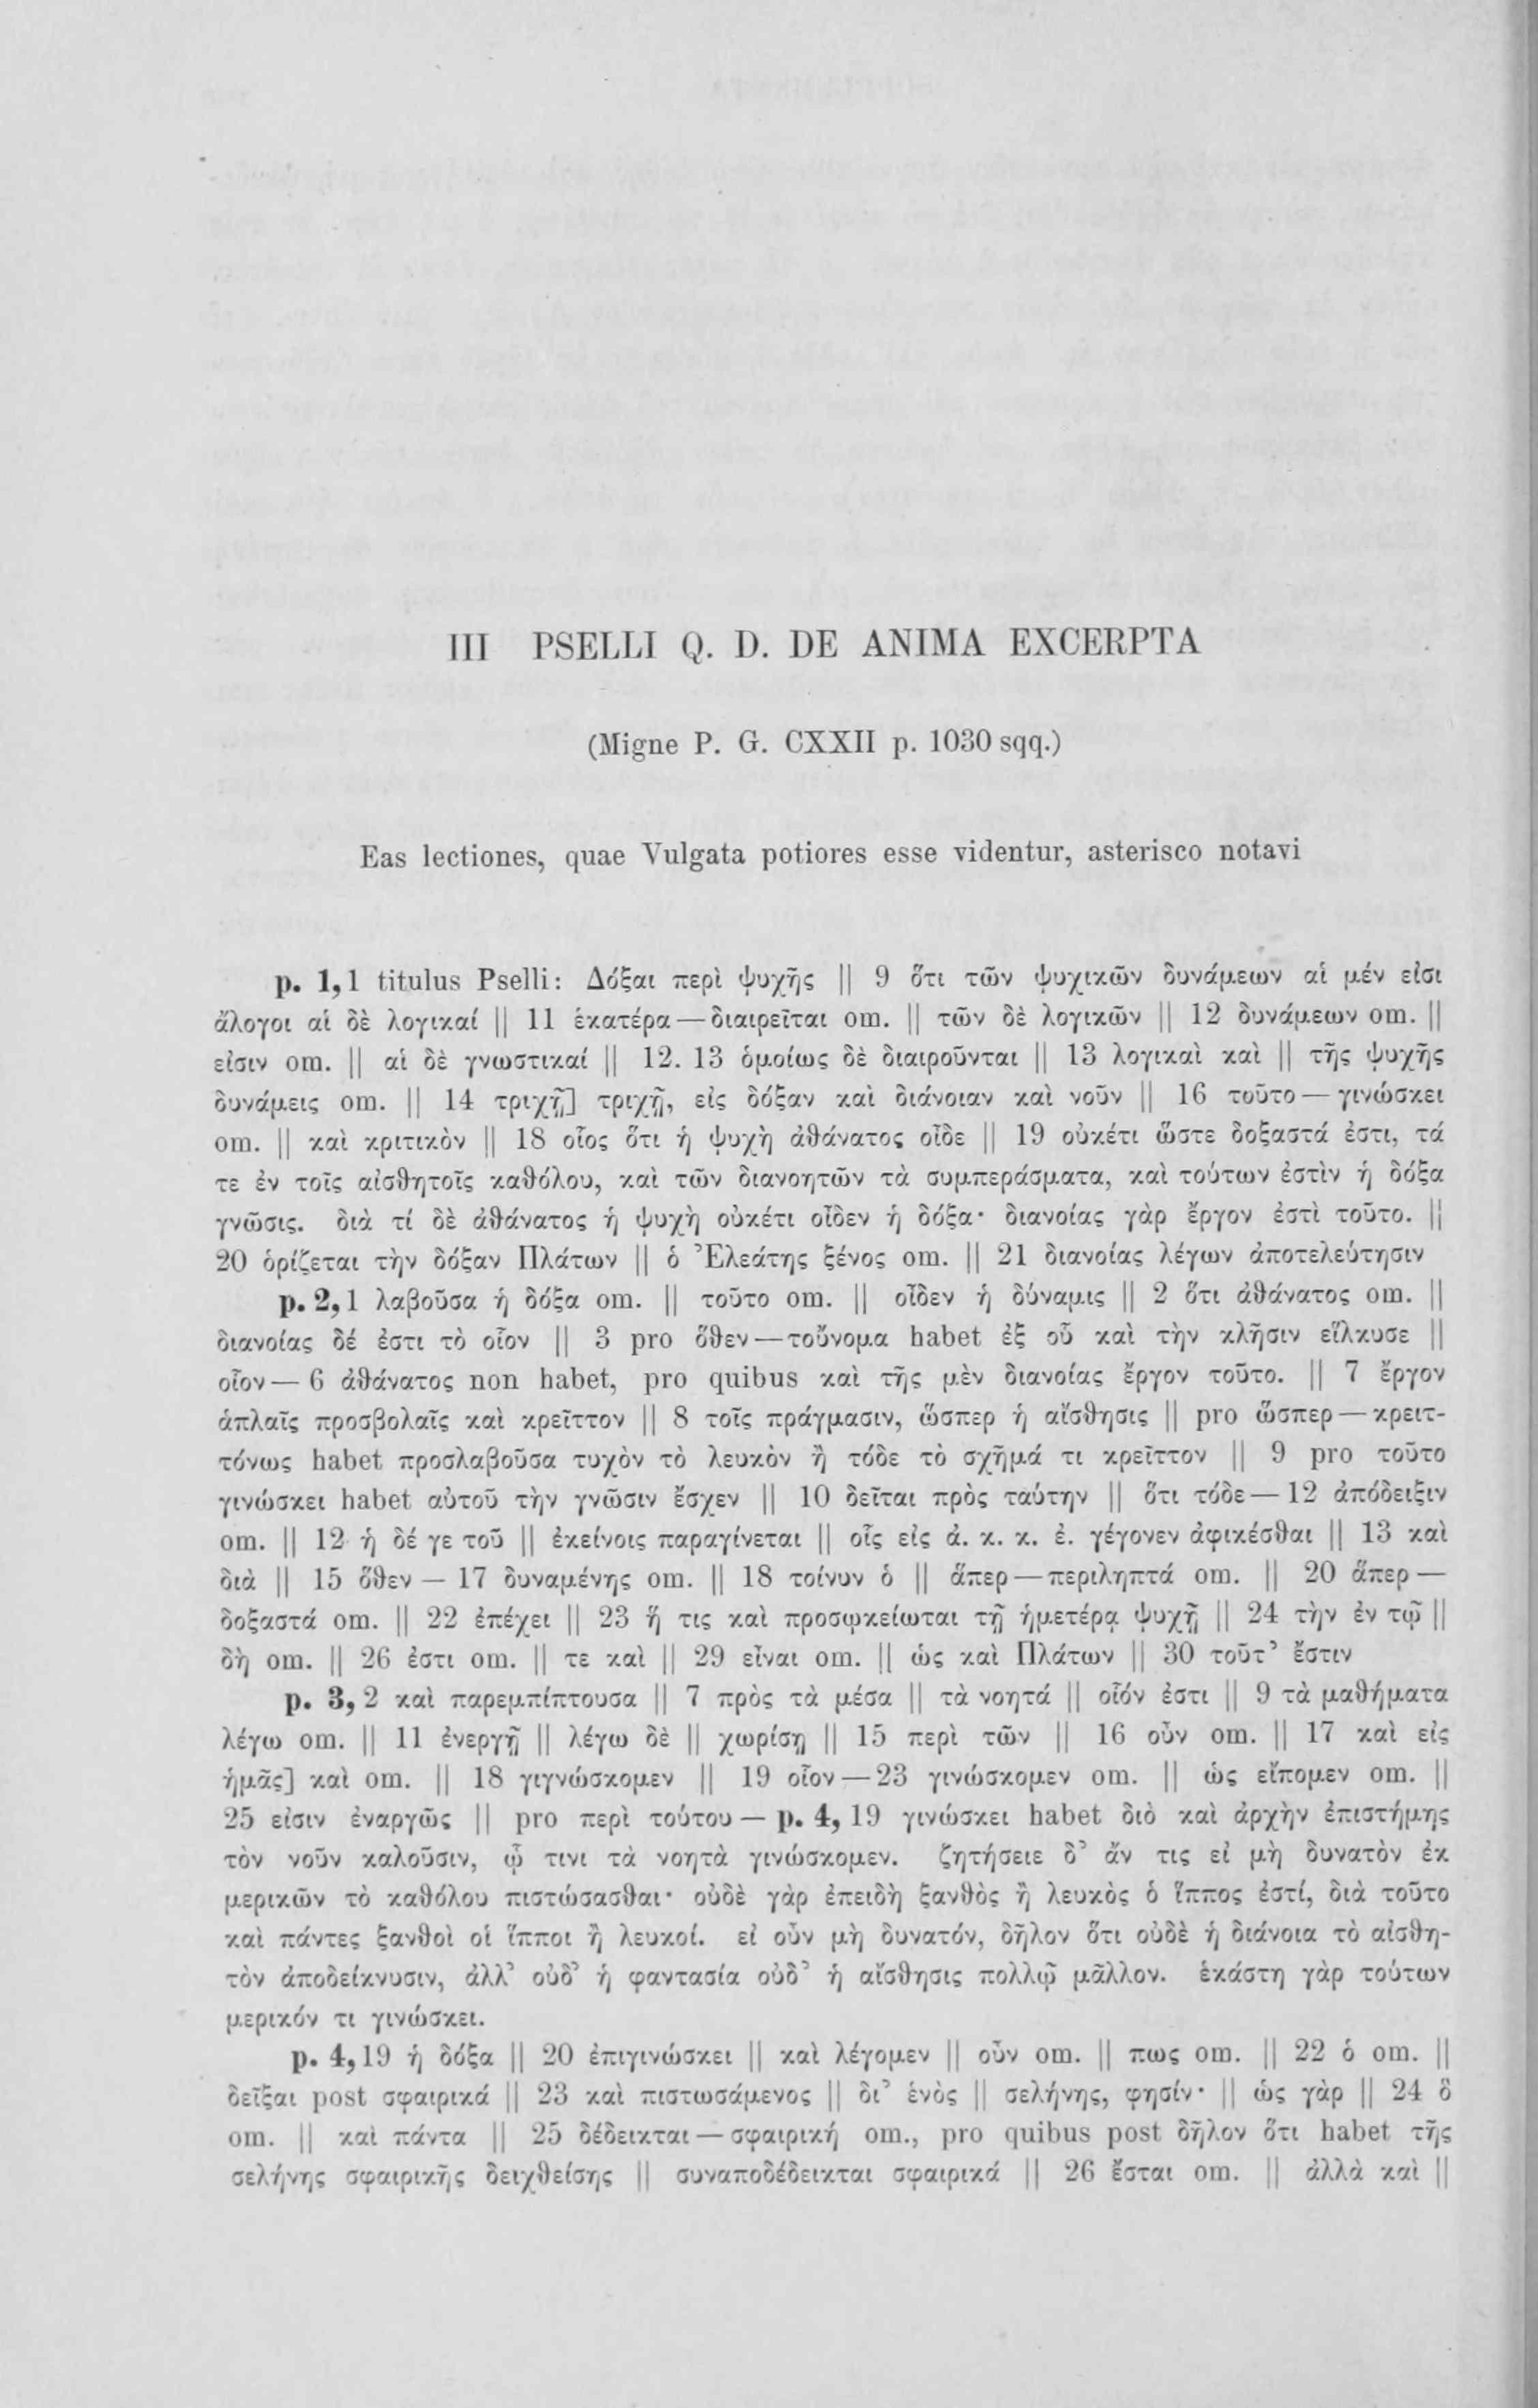 III PSELLI Q. D. DE ANIMA EXCERPTA
(Migne P. G. CXXII p. 1030 sqq.)
Eas lectiones, quae Vulgata potiores esse videntur, asterisco notavi
p. 1,1 titulus Pselli: Δόξαι περὶ ψυχῆς || 9 ὅτι τῶν ψυχικῶν δυνάμεων αἱ μέν εἰσι
ἄλογοι αἱ δὲ λογικαί || 11 ἑκατέρα — διαιρεῖται om. || τῶν δὲ λογικῶν || 12 δυνάμεων om. ||
εἰσιν om. || αἱ δὲ γνωστικαί || 12. 13 ὁμοίως δὲ διαιροῦνται || 13 λογικαὶ καὶ || τῆς ψυχῆς
δυνάμεις om. || 14 τριχῇ] τριχῇ, εἰς δόξαν καὶ διάνοιαν καὶ νοῦν || 16 τοῦτο — γινώσκει
om. || καὶ κριτικὸν || 18 οἷος ὅτι ἡ ψυχὴ ἀθάνατος οἶδε || 19 οὐκέτι ὥστε δοξαστά ἐστι, τά
τε ἐν τοῖς αἰσθητοῖς καθόλου, καὶ τῶν διανοητῶν τὰ συμπεράσματα, καὶ τούτων ἐστὶν ἡ δόξα
γνῶσις. διὰ τί δὲ ἀθάνατος ἡ ψυχὴ οὐκέτι οἶδεν ἡ δόξα· διανοίας γὰρ ἔργον ἐστὶ τοῦτο. ||
20 ὁρίζεται τὴν δόξαν Πλάτων || ὁ Ἐλεάτης ξένος om. || 21 διανοίας λέγων ἀποτελεύτησιν
p. 2,1 λαβοῦσα ἡ δόξα om. || τοῦτο om. || οἶδεν ἡ δύναμις || 2 ὅτι ἀθάνατος om. ||
διανοίας δέ ἐστι τὸ οἷον || 3 pro ὅθεν — τοὔνομα habet ἐξ οὗ καὶ τὴν κλῆσιν εἵλκυσε ||
οἷον — 6 ἀθάνατος non habet, pro quibus καὶ τῆς μὲν διανοίας ἔργον τοῦτο. || 7 ἔργον
ἁπλαῖς προσβολαῖς καὶ κρεῖττον || 8 τοῖς πράγμασιν, ὥσπερ ἡ αἴσθησις || pro ὥσπερ — κρειτ-
τόνως habet προσλαβοῦσα τυχὸν τὸ λευκὸν ἢ τόδε τὸ σχῆμά τι κρεῖττον || 9 pro τοῦτο
γινώσκει habet αὐτοῦ τὴν γνῶσιν ἔσχεν || 10 δεῖται πρὸς ταύτην || ὅτι τόδε — 12 ἀπόδειξιν
om. || 12 ἡ δέ γε τοῦ || ἐκείνοις παραγίνεται || οἷς εἰς ἀ. κ. κ. ἐ. γέγονεν ἀφικέσθαι || 13 καὶ
διὰ || 15 ὅθεν — 17 δυναμένης om. || 18 τοίνυν ὁ || ἅπερ — περιληπτά om. || 20 ἅπερ —
δοξαστά om. || 22 ἐπέχει || 23 ἥ τις καὶ προσῳκείωται τῇ ἡμετέρᾳ ψυχῇ || 24 τὴν ἐν τῷ ||
δὴ om. || 26 ἐστι om. || τε καὶ || 29 εἶναι om. || ὡς καὶ Πλάτων || 30 τοῦτ’ ἔστιν
p. 3, 2 καὶ παρεμπίπτουσα || 7 πρὸς τὰ μέσα || τὰ νοητά || οἷόν ἐστι || 9 τὰ μαθήματα
λέγω om. || 11 ἐνεργῇ || λέγω δὲ || χωρίσῃ || 15 περὶ τῶν || 16 οὖν om. || 17 καὶ εἰς
ἡμᾶς] καὶ om. || 18 γιγνώσκομεν || 19 οἷον — 23 γινώσκομεν om. || ὡς εἴπομεν om. ||
25 εἰσιν ἐναργῶς || pro περὶ τούτου — p. 4, 19 γινώσκει habet διὸ καὶ ἀρχὴν ἐπιστήμης
τὸν νοῦν καλοῦσιν, ᾧ τινι τὰ νοητὰ γινώσκομεν. ζητήσειε δ’ ἄν τις εἰ μὴ δυνατὸν ἐκ
μερικῶν τὸ καθόλου πιστώσασθαι· οὐδὲ γὰρ ἐπειδὴ ξανθὸς ἢ λευκὸς ὁ ἵππος ἐστί, διὰ τοῦτο
καὶ πάντες ξανθοὶ οἱ ἵπποι ἢ λευκοί. εἰ οὖν μὴ δυνατόν, δῆλον ὅτι οὐδὲ ἡ διάνοια τὸ αἰσθη-
τὸν ἀποδείκνυσιν, ἀλλ’ οὐδ’ ἡ φαντασία οὐδ’ ἡ αἴσθησις πολλῷ μᾶλλον. ἑκάστη γὰρ τούτων
μερικόν τι γινώσκει.
p. 4,19 ἡ δόξα || 20 ἐπιγινώσκει || καὶ λέγομεν || οὖν om. || πως om. || 22 ὁ om. ||
δεῖξαι post σφαιρικά || 23 καὶ πιστωσάμενος || δι’ ἑνὸς || σελήνης, φησίν· || ὡς γὰρ || 24 ὃ
om. || καὶ πάντα || 25 δέδεικται — σφαιρική om., pro quibus post δῆλον ὅτι habet τῆς
σελήνης σφαιρικῆς δειχθείσης || συναποδέδεικται σφαιρικά || 26 ἔσται om. || ἀλλὰ καὶ ||